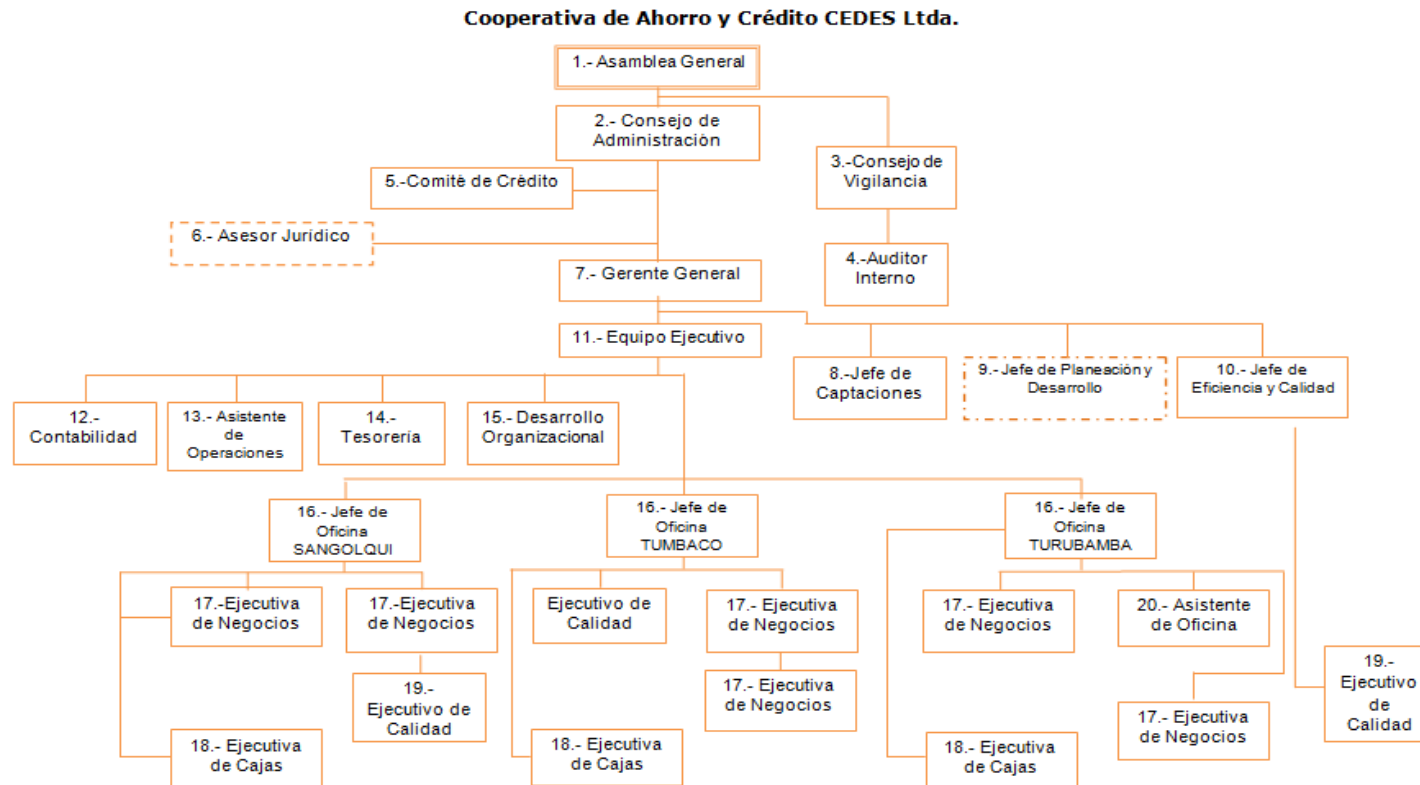 Cooperativa de Ahorro y Crédito CEDES Ltda.
1.- Asamblea General
2.- Consejo de
Administración
3.-Consejo de
Vigilancia
5.-Comité de Crédito
6.- Asesor Jurídico
4.-Auditor
Interno
7.- Gerente General
11.- Equipo Ejecutivo
8.-Jefe de
Captaciones
9.- Jefe de Planeación y
Desarrollo
10.- Jefe de
Eficiencia y Calidad
12.-
Contabilidad
13.- Asistente
de
Operaciones
14.-
Tesorería
15.- Desarrollo
Organizacional
16.- Jefe de
Oficina
SANGOLQUI
16.- Jefe de
Oficina
TUMBACO
16.- Jefe de
Oficina
TURUBAMBA
17.-Ejecutiva
de Negocios
17.-Ejecutiva
de Negocios
Ejecutivo de
Calidad
17.- Ejecutiva
de Negocios
17.- Ejecutiva
de Negocios
20.- Asistente
de Oficina
19.-
Ejecutivo de
Calidad
17.- Ejecutiva
de Negocios
17.- Ejecutiva
de Negocios
19.-
Ejecutivo
de
Calidad
18.- Ejecutiva
de Cajas
18.- Ejecutiva
de Cajas
18.- Ejecutiva
de Cajas